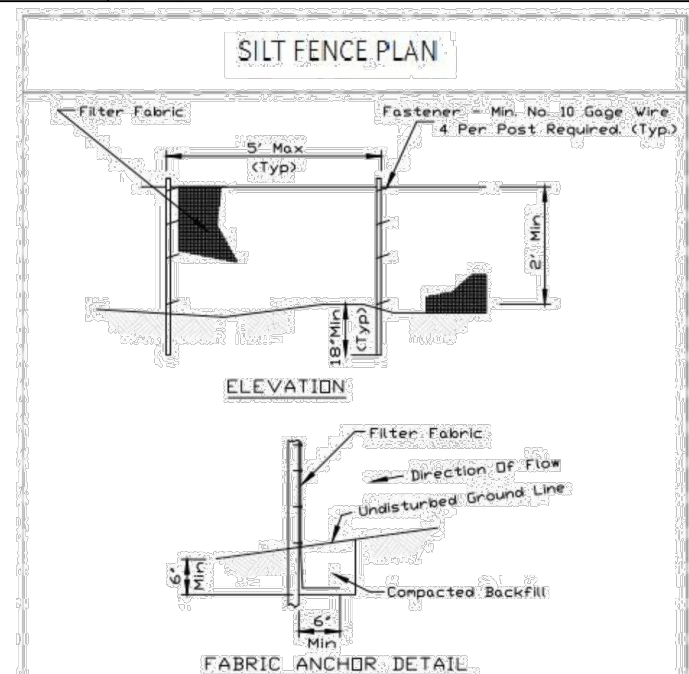 SILT FENCE PLAN
Filter Fabric
Fastener - Min. No. 10 Gage Wire
4 Per Post Required. (Typ.)
5' Max
(Typ)
2' Min
18"Min
(Typ)
ELEVATION
Filter Fabric
Direction Of Flow
Undisturbed Ground Line
6"
Min
Compacted Backfill
6"
Min
FABRIC ANCHOR DETAIL